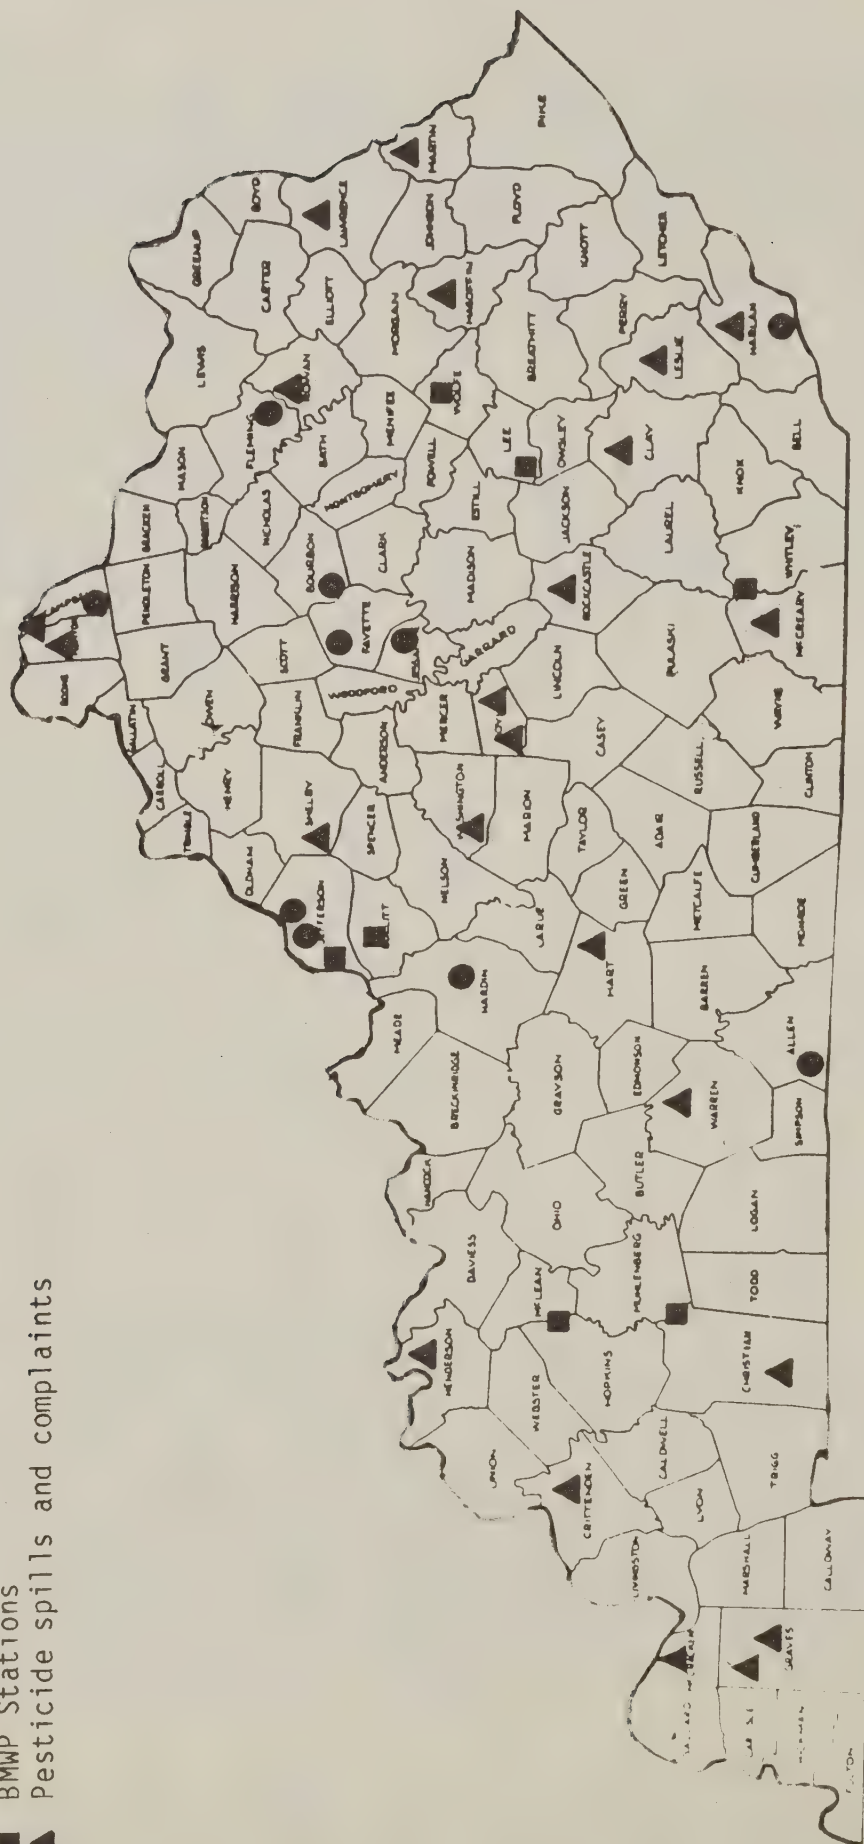 BMWP Stations
Pesticide spills and complaints
BOONE
KENTON
GALLATIN
PENDLETON
BRACKEN
GRANT
CARROLL
TRIMBLE
OWEN
MASON
LEWIS
GREENUP
HARRISON
NICHOLAS
FLEMING
CARTER
BOYD
HENRY
OLDHAM
SCOTT
FRANKLIN
SHELBY
JEFFERSON
BOURBON
BATH
ROWAN
ELLIOTT
LAWRENCE
WOODFORD
FAYETTE
CLARK
MONTGOMERY
MENIFEE
MORGAN
ANDERSON
SPENCER
BULLITT
MEADE
MERCER
GARRARD
MADISON
POWELL
ESTILL
WOLFE
MAGOFFIN
JOHNSON
MARTIN
WASHINGTON
NELSON
HARDIN
BRECKINRIDGE
HANCOCK
DAVIESS
HENDERSON
UNION
MARION
LARUE
LINCOLN
ROCKCASTLE
JACKSON
LEE
OWSLEY
BREATHITT
FLOYD
PIKE
KNOTT
PERRY
LETCHER
CASEY
TAYLOR
GREEN
HART
GRAYSON
OHIO
MCLEAN
WEBSTER
CRITTENDEN
PULASKI
LAUREL
CLAY
LESLIE
HARLAN
EDMONSON
BUTLER
MUHLENBERG
HOPKINS
CALDWELL
LYON
LIVINGSTON
ADAIR
RUSSELL
METCALFE
BARREN
WARREN
KNOX
BELL
WHITLEY
MCCREARY
WAYNE
CLINTON
CUMBERLAND
MONROE
ALLEN
SIMPSON
LOGAN
TODD
CHRISTIAN
TRIGG
MARSHALL
CALLOWAY
GRAVES